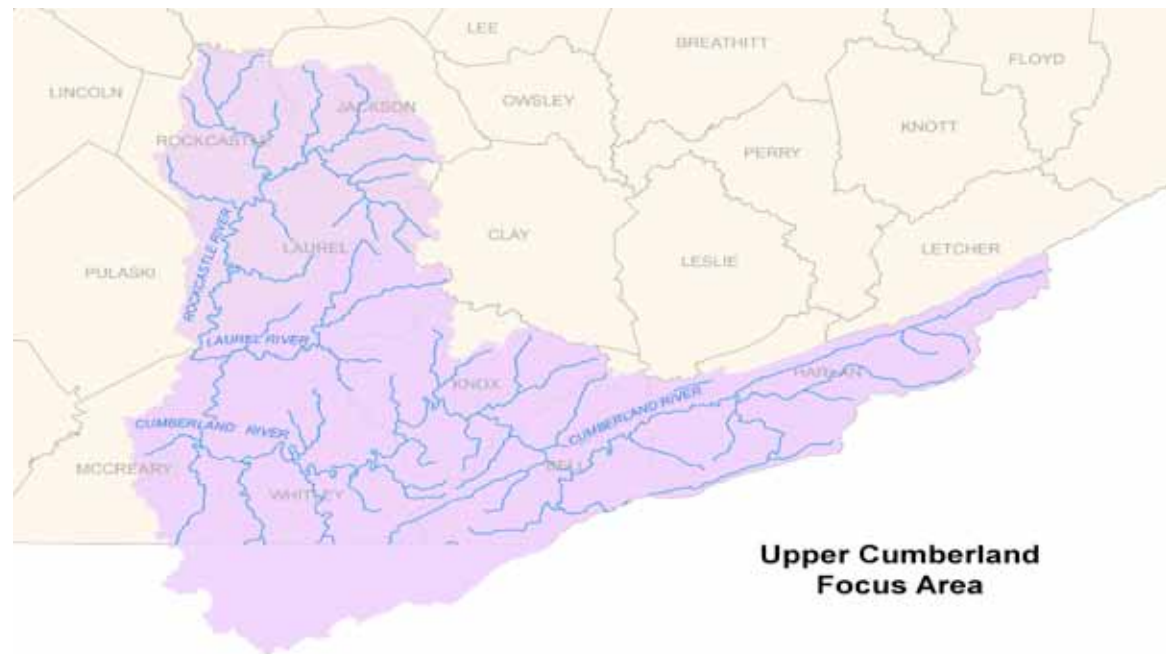 LEE
BREATHITT
FLOYD
LINCOLN
OWSLEY
JACKSON
KNOTT
ROCKCASTLE
PERRY
CLAY
LAUREL
LETCHER
LESLIE
PULASKI
ROCKCASTLE RIVER
LAUREL RIVER
HARLAN
KNOX
CUMBERLAND RIVER
CUMBERLAND RIVER
MCCREARY
BELL
WHITLEY
Upper Cumberland
Focus Area